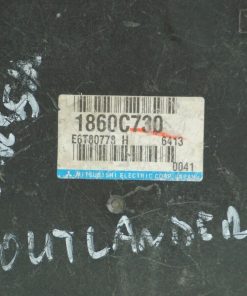 1860C730
E6T80778 H 6413
0041
MITSUBISHI ELECTRIC CORP. JAPAN
OUTLANDER